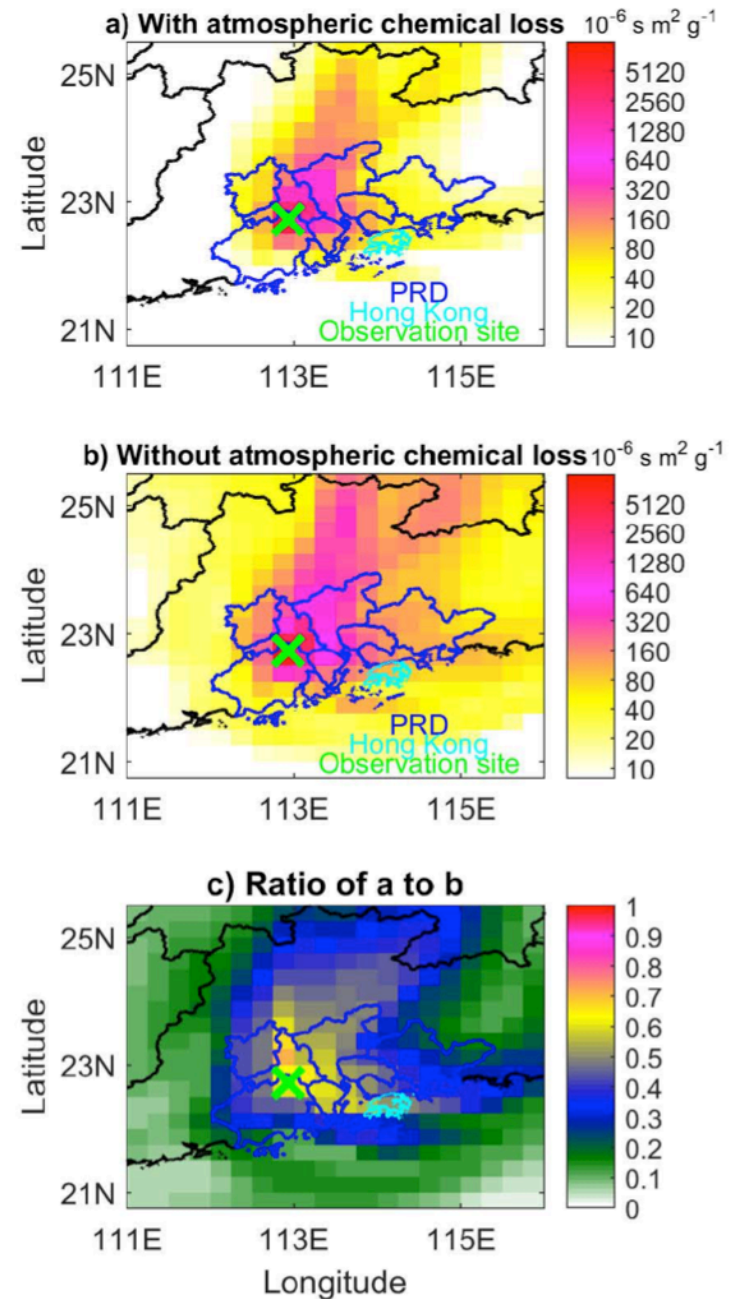 a) With atmospheric chemical loss 10⁻⁶ s m² g⁻¹
25N
23N
21N
Latitude
111E 113E 115E
PRD
Hong Kong
Observation site
5120
2560
1280
640
320
160
80
40
20
10
b) Without atmospheric chemical loss 10⁻⁶ s m² g⁻¹
25N
23N
21N
Latitude
111E 113E 115E
PRD
Hong Kong
Observation site
5120
2560
1280
640
320
160
80
40
20
10
c) Ratio of a to b
25N
23N
21N
Latitude
111E 113E 115E
Longitude
1
0.9
0.8
0.7
0.6
0.5
0.4
0.3
0.2
0.1
0